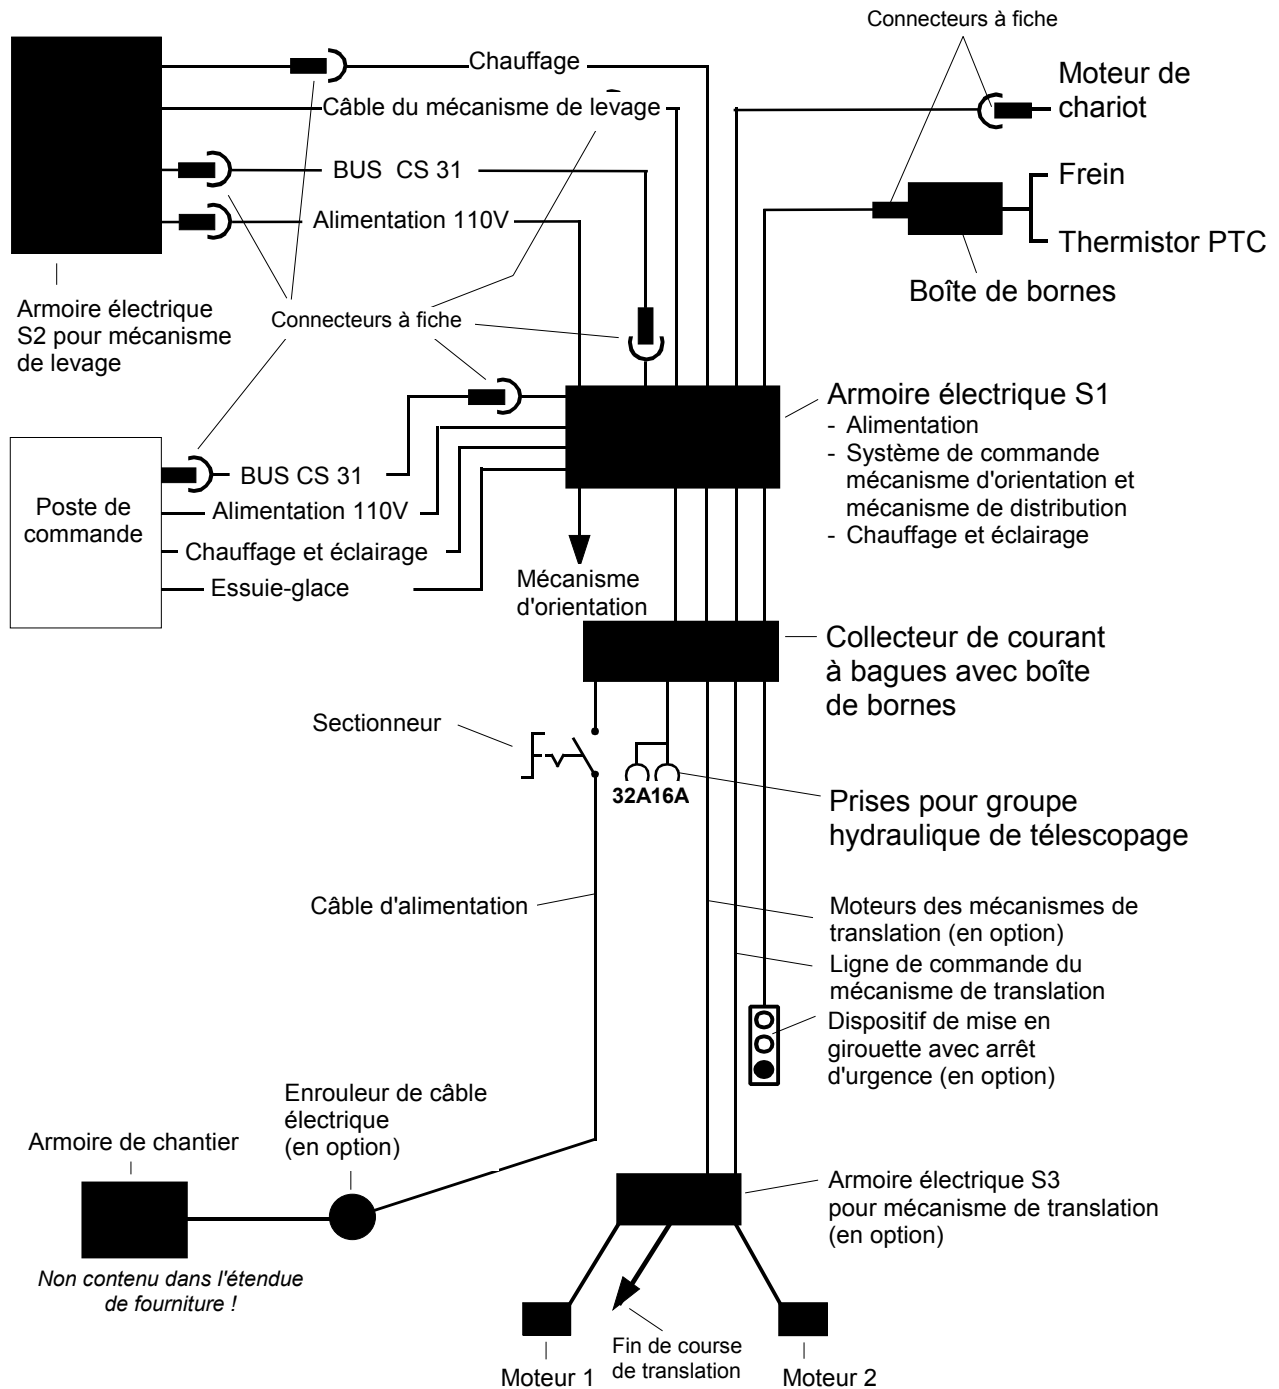 Connecteurs à fiche
Chauffage
Moteur de
chariot
Câble du mécanisme de levage
BUS CS 31
Frein
Alimentation 110V
Thermistor PTC
Boîte de bornes
Armoire électrique
S2 pour mécanisme
de levage
Connecteurs à fiche
Armoire électrique S1
- Alimentation
- Système de commande
mécanisme d'orientation et
mécanisme de distribution
- Chauffage et éclairage
Poste de
commande
BUS CS 31
Alimentation 110V
Chauffage et éclairage
Essuie-glace
Mécanisme
d'orientation
Collecteur de courant
à bagues avec boîte
de bornes
Sectionneur
32A16A
Prises pour groupe
hydraulique de télescopage
Câble d'alimentation
Moteurs des mécanismes de
translation (en option)
Ligne de commande du
mécanisme de translation
Dispositif de mise en
girouette avec arrêt
d'urgence (en option)
Enrouleur de câble
électrique
(en option)
Armoire de chantier
Non contenu dans l'étendue
de fourniture !
Armoire électrique S3
pour mécanisme de translation
(en option)
Moteur 1
Fin de course
de translation
Moteur 2